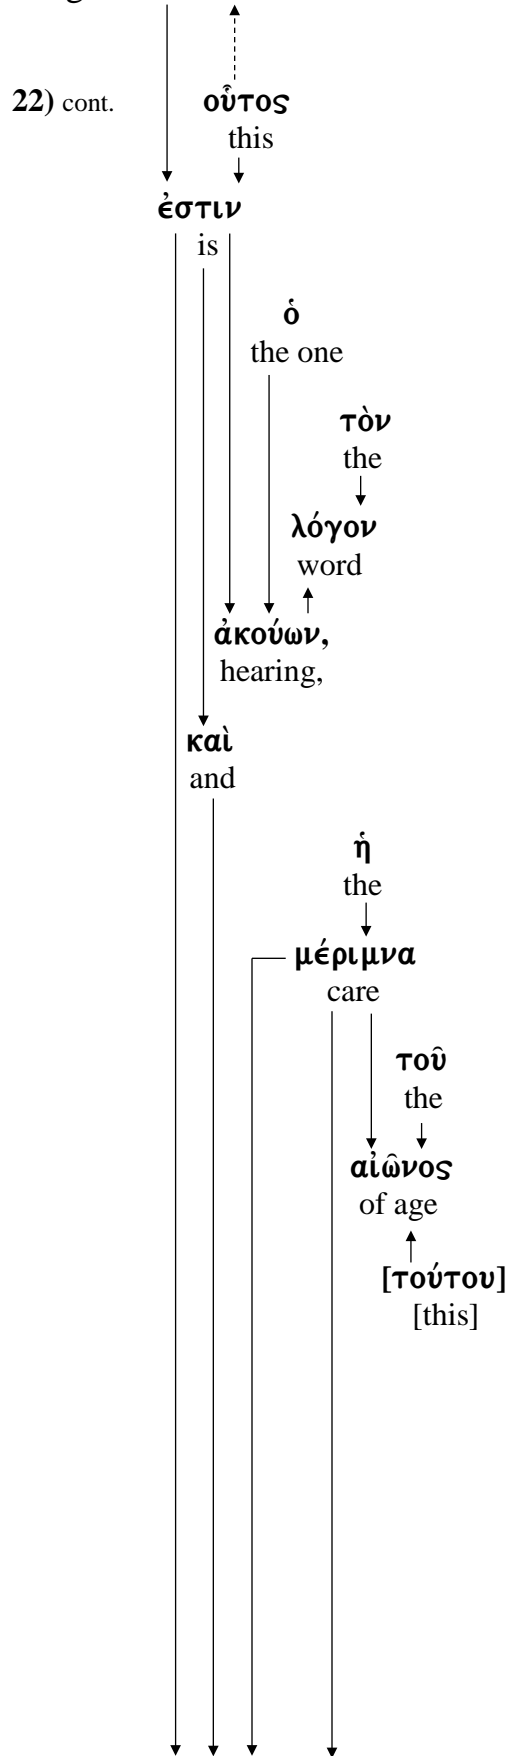 22) cont.
οὗτος
this
ἐστιν
is
ὁ
the one
τὸν
the
λόγον
word
ἀκούων,
hearing,
καὶ
and
ἡ
the
μέριμνα
care
τοῦ
the
αἰῶνος
of age
[τούτου]
[this]